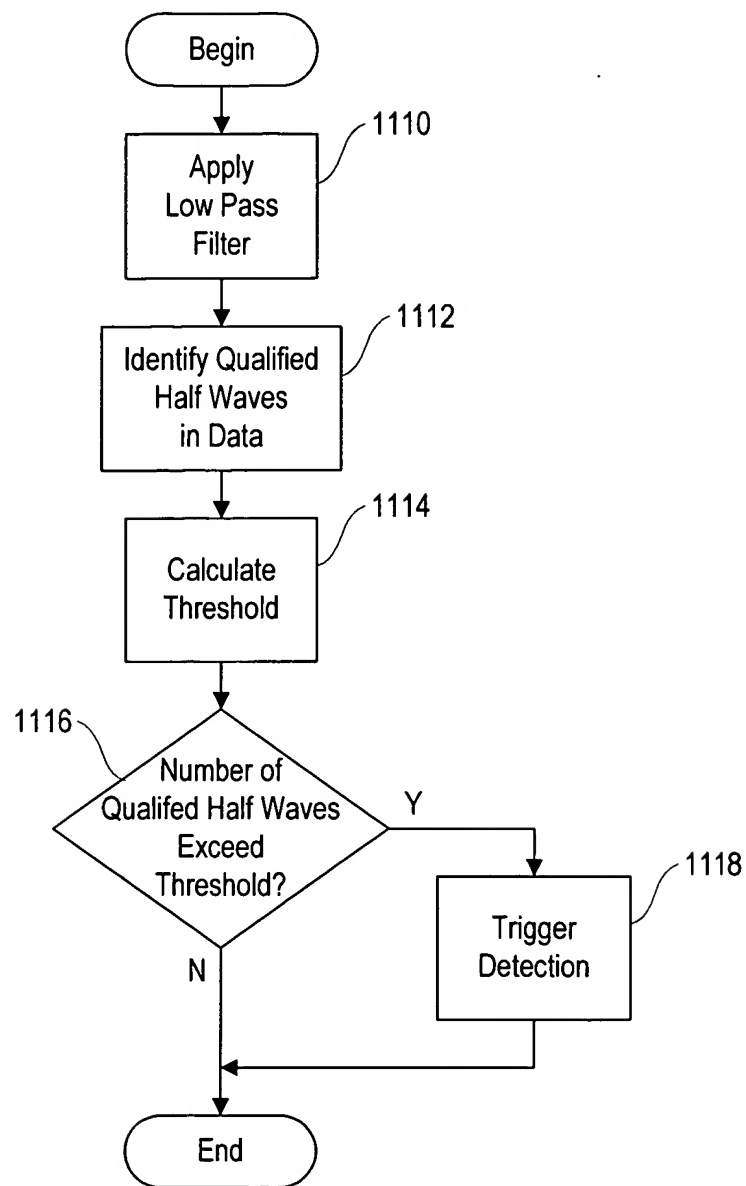 Begin
1110
Apply
Low Pass
Filter
1112
Identify Qualified
Half Waves
in Data
1114
Calculate
Threshold
1116
Number of
Qualifed Half Waves
Exceed
Threshold?
Y
1118
Trigger
Detection
N
End